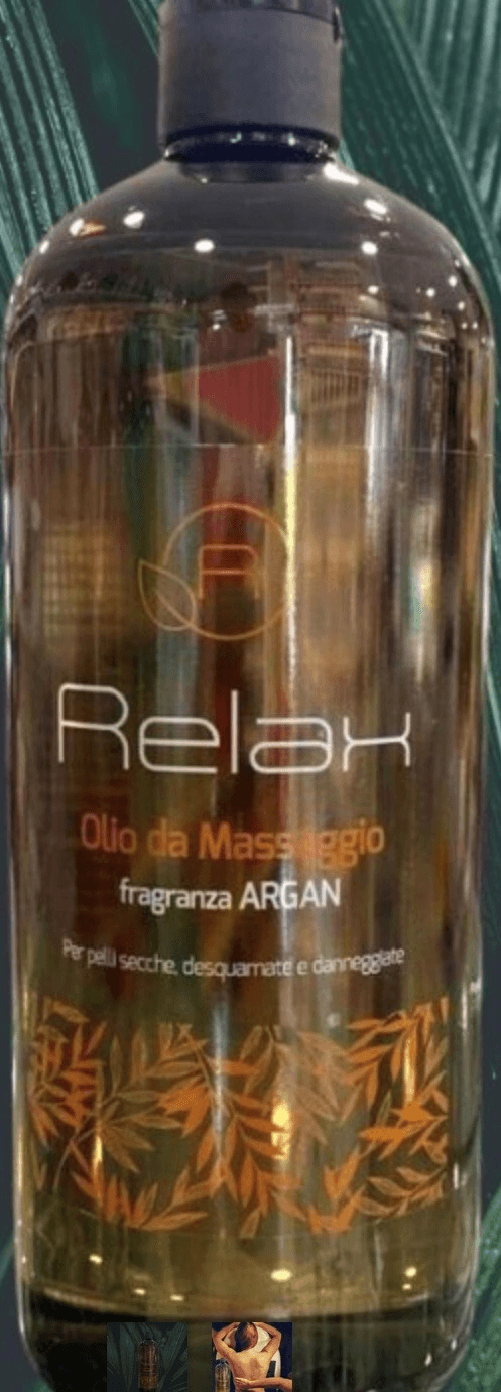 R
Relax
Olio da Massaggio
fragranza ARGAN
Per pelli secche, desquamate e danneggiate